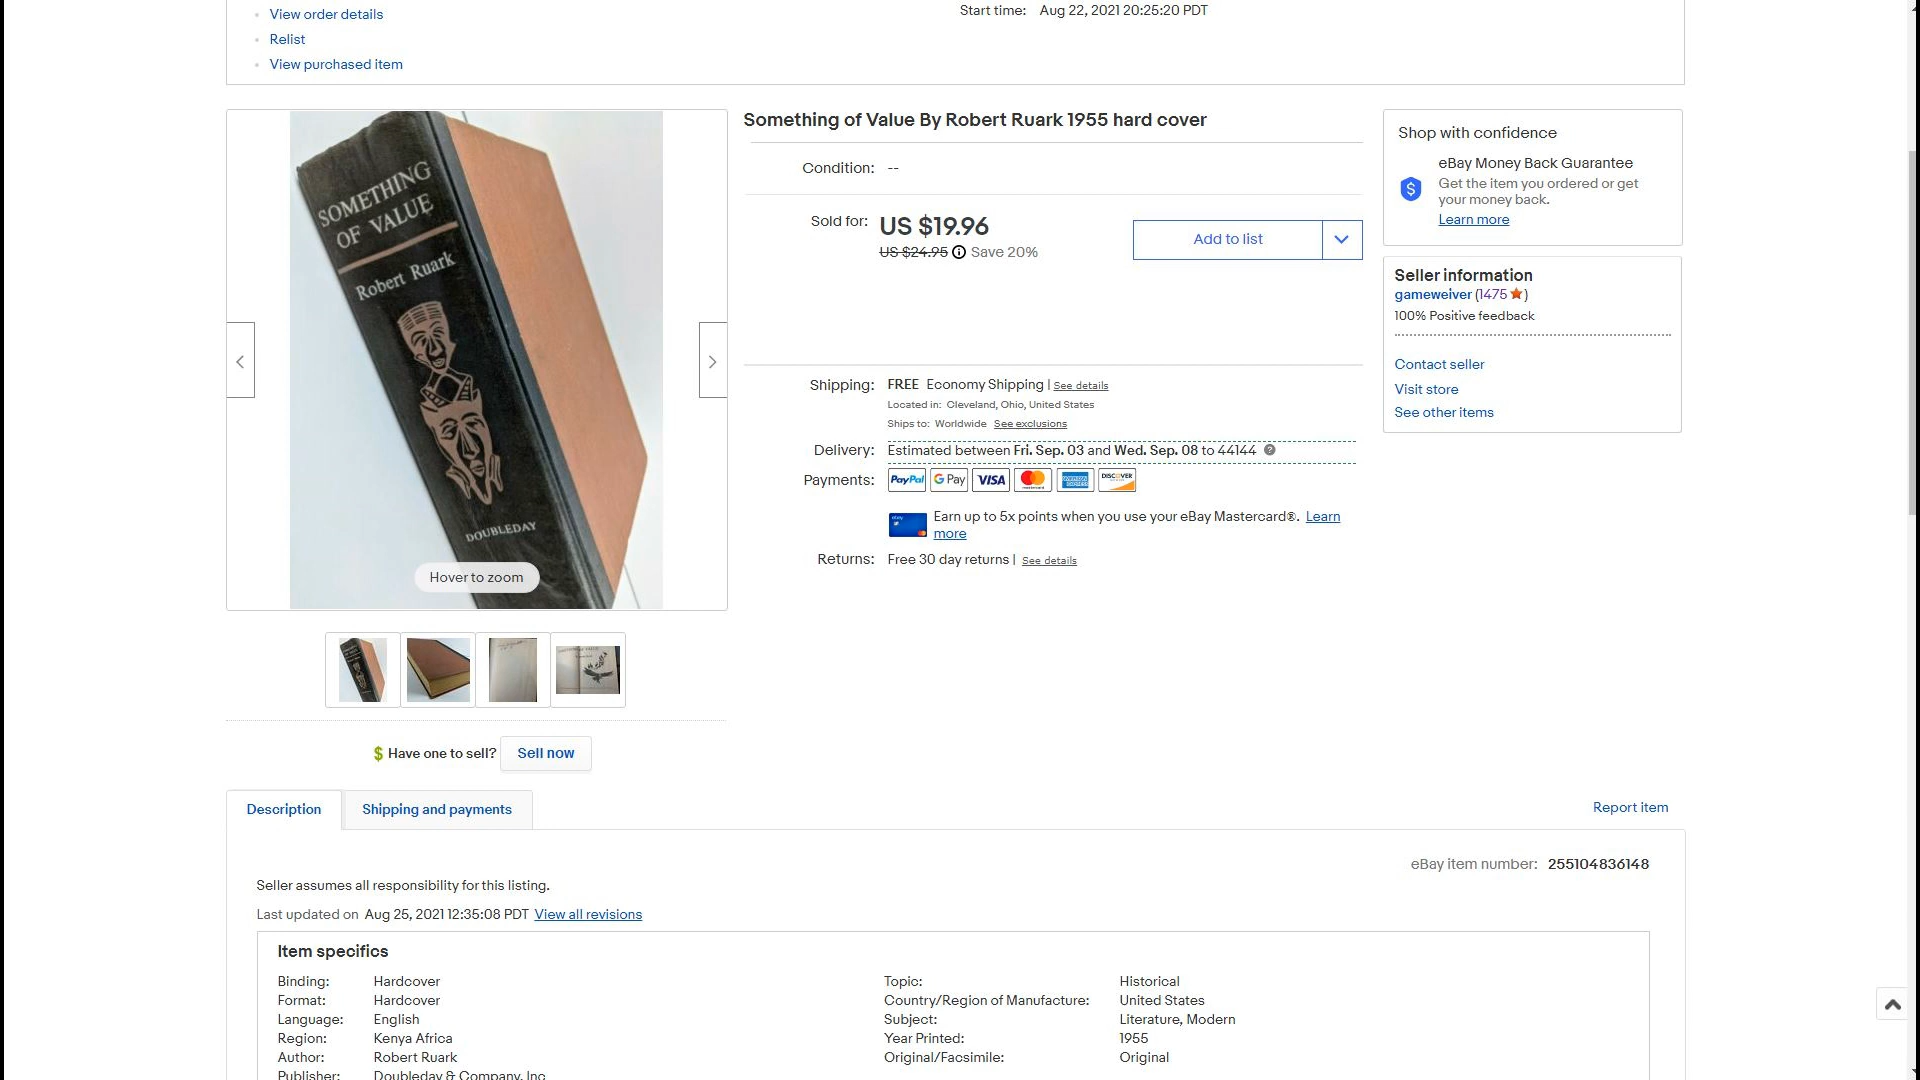 View order details
Start time: Aug 22, 2021 20:25:20 PDT
Relist
View purchased item
Something of Value By Robert Ruark 1955 hard cover
Condition: --
Sold for: US $19.96
US $24.95 Save 20%
Add to list
Shop with confidence
eBay Money Back Guarantee
Get the item you ordered or get
your money back.
Learn more
Seller information
gameweiver (1475)
100% Positive feedback
Contact seller
Visit store
See other items
SOMETHING
OF VALUE
Robert Ruark
DOUBLEDAY
Hover to zoom
Shipping: FREE Economy Shipping | See details
Located in: Cleveland, Ohio, United States
Ships to: Worldwide See exclusions
Delivery: Estimated between Fri. Sep. 03 and Wed. Sep. 08 to 44144
Payments: PayPal G Pay VISA mastercard AMERICAN EXPRESS DISCOVER
Earn up to 5x points when you use your eBay Mastercard®. Learn
more
Returns: Free 30 day returns | See details
$ Have one to sell? Sell now
Description
Shipping and payments
Report item
eBay item number: 255104836148
Seller assumes all responsibility for this listing.
Last updated on Aug 25, 2021 12:35:08 PDT View all revisions
Item specifics
Binding: Hardcover
Topic: Historical
Format: Hardcover
Country/Region of Manufacture: United States
Language: English
Subject: Literature, Modern
Region: Kenya Africa
Year Printed: 1955
Author: Robert Ruark
Original/Facsimile: Original
Publisher: Doubleday & Company, Inc